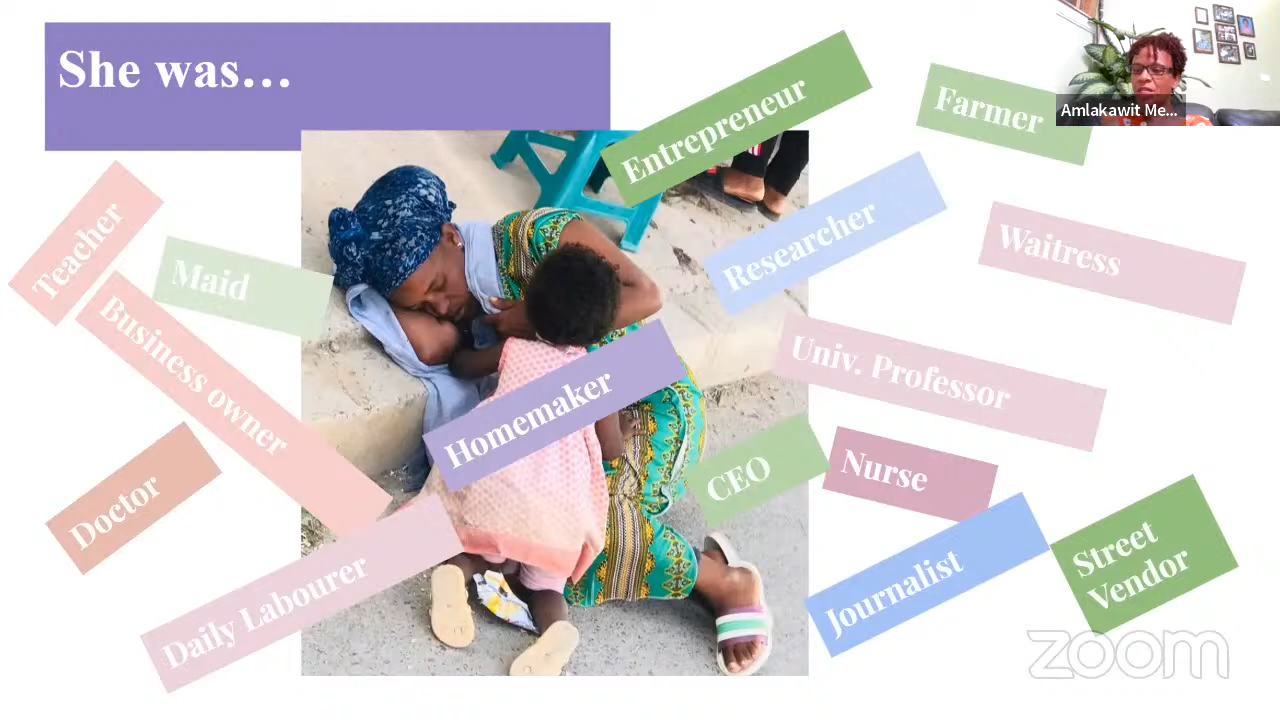 She was…
Entrepreneur
Farmer
Amlakawit Me...
Teacher
Maid
Researcher
Waitress
Business owner
Homemaker
Univ. Professor
Doctor
CEO
Nurse
Daily Labourer
Journalist
Street
Vendor
zoom